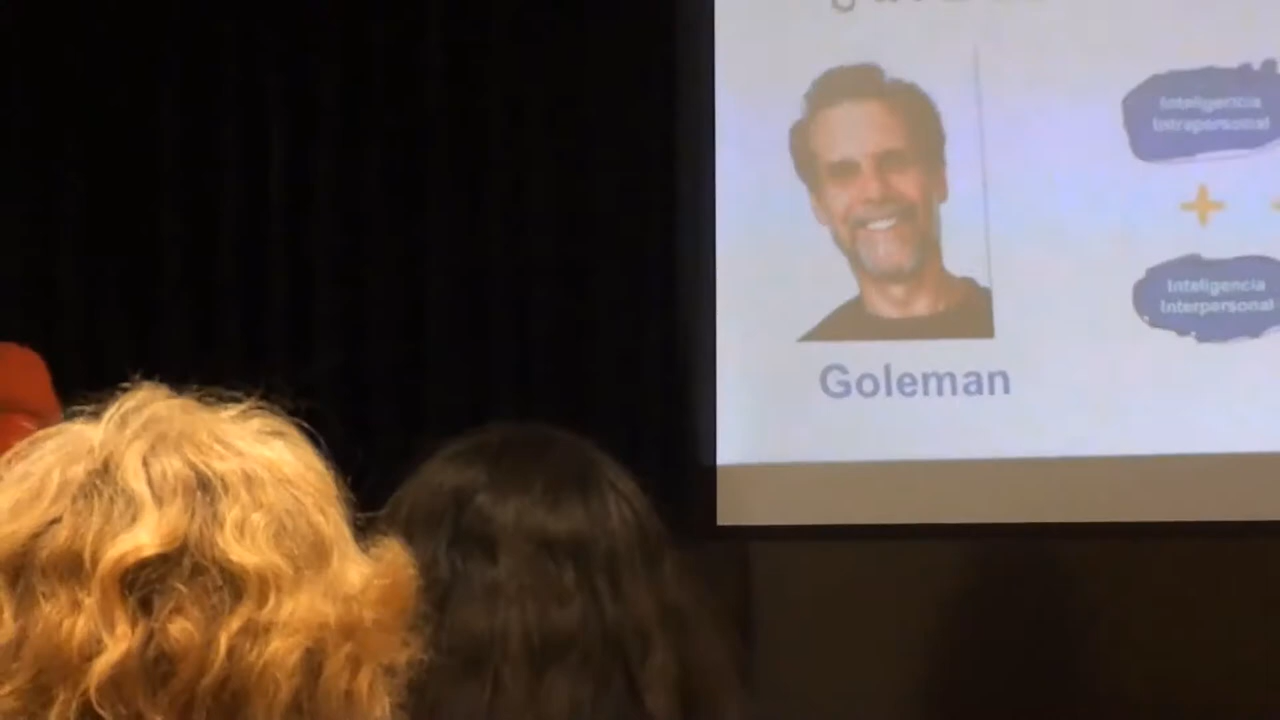 Inteligencia
Intrapersonal
Inteligencia
Interpersonal
Goleman